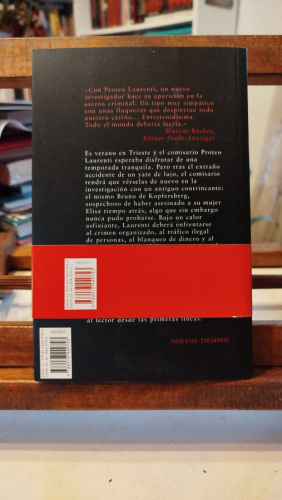 «Con Proteo Laurenti, un nuevo
investigador hace su aparición en la
escena criminal. Un tipo muy simpático
con unas flaquezas que despiertan todo
nuestro cariño... Entretenidísima.
Todo el mundo debería leerla.»
Marcus Bäcker,
Kölner Stadt-Anzeiger
Es verano en Trieste y el comisario Proteo
Laurenti esperaba disfrutar de una
temporada tranquila. Pero tras el extraño
accidente de un yate de lujo, el comisario
tendrá que vérselas de nuevo en la
investigación con un antiguo contrincante:
el mismo Bruno de Kopfersberg,
sospechoso de haber asesinado a su mujer
Elisa tiempo atrás, algo que sin embargo
nunca pudo probarse. Bajo un calor
asfixiante, Laurenti deberá enfrentarse
al crimen organizado, al tráfico ilegal
de personas, al blanqueo de dinero y al
al lector desde las primeras líneas.
NUEVOS TIEMPOS